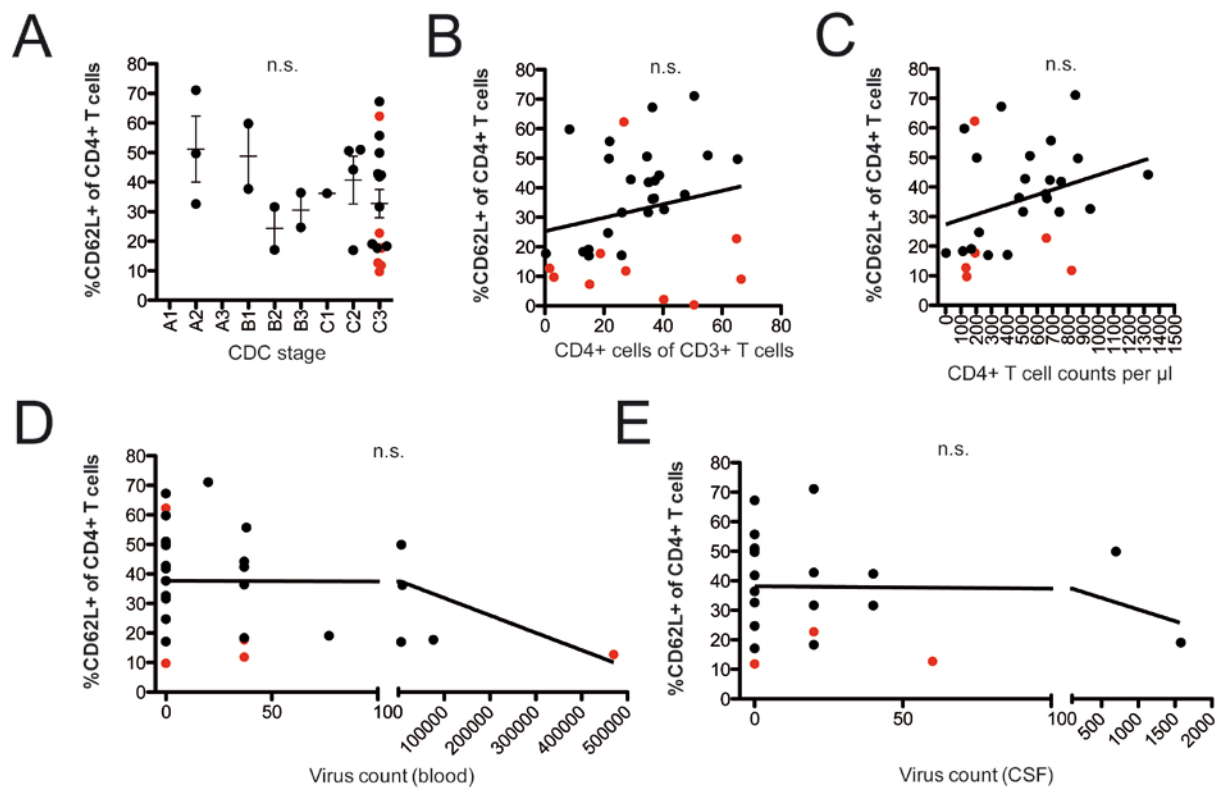 A
n.s.
%CD62L+ of CD4+ T cells
80
70
60
50
40
30
20
10
0
A1
A2
A3
B1
B2
B3
C1
C2
C3
CDC stage
B
n.s.
%CD62L+ of CD4+ T cells
80
70
60
50
40
30
20
10
0
0
20
40
60
80
CD4+ cells of CD3+ T cells
C
n.s.
%CD62L+ of CD4+ T cells
80
70
60
50
40
30
20
10
0
0
100
200
300
400
500
600
700
800
900
1000
1100
1200
1300
1400
1500
CD4+ T cell counts per µl
D
n.s.
%CD62L+ of CD4+ T cells
80
70
60
50
40
30
20
10
0
0
50
100
100000
200000
300000
400000
500000
Virus count (blood)
E
n.s.
%CD62L+ of CD4+ T cells
80
70
60
50
40
30
20
10
0
0
50
100
500
1000
1500
2000
Virus count (CSF)